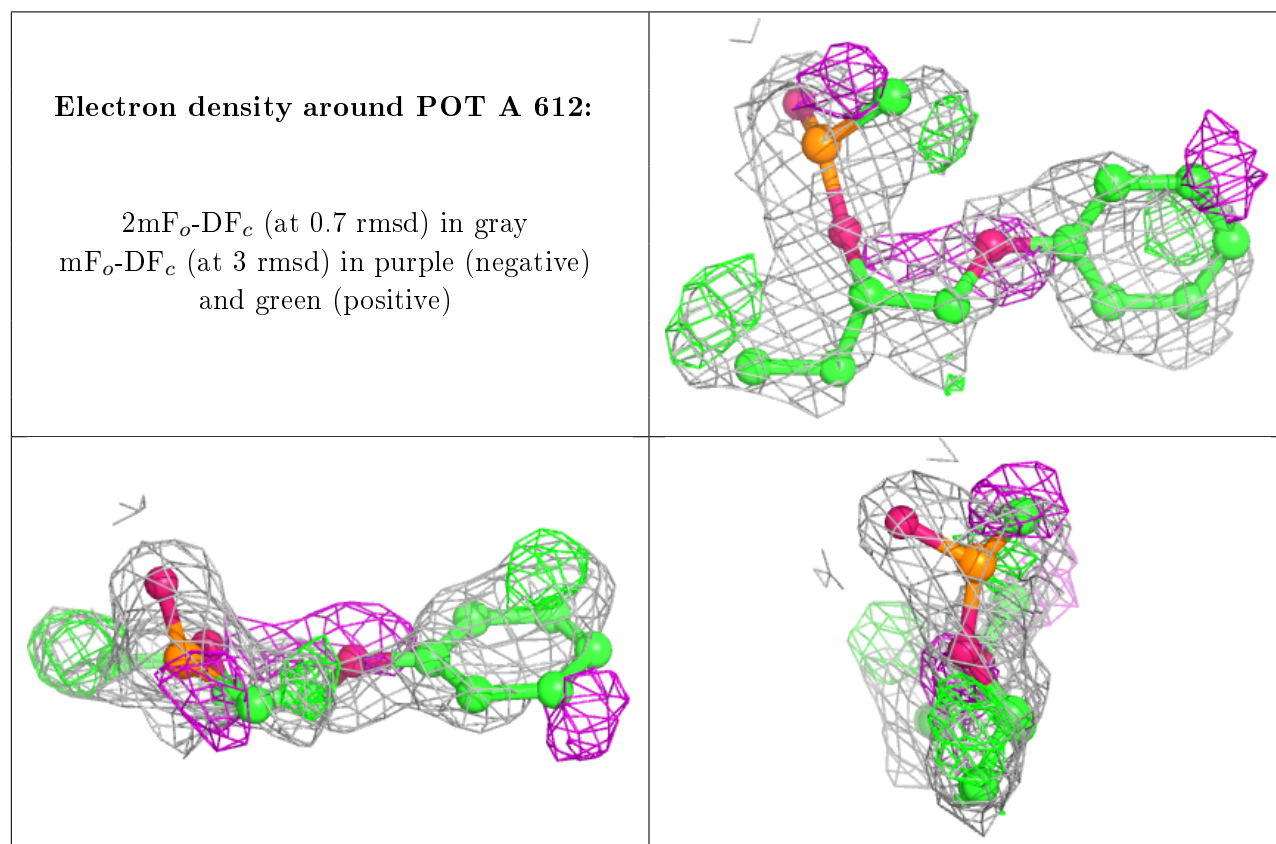 Electron density around POT A 612:
2mFo-DFc (at 0.7 rmsd) in gray
mFo-DFc (at 3 rmsd) in purple (negative)
and green (positive)